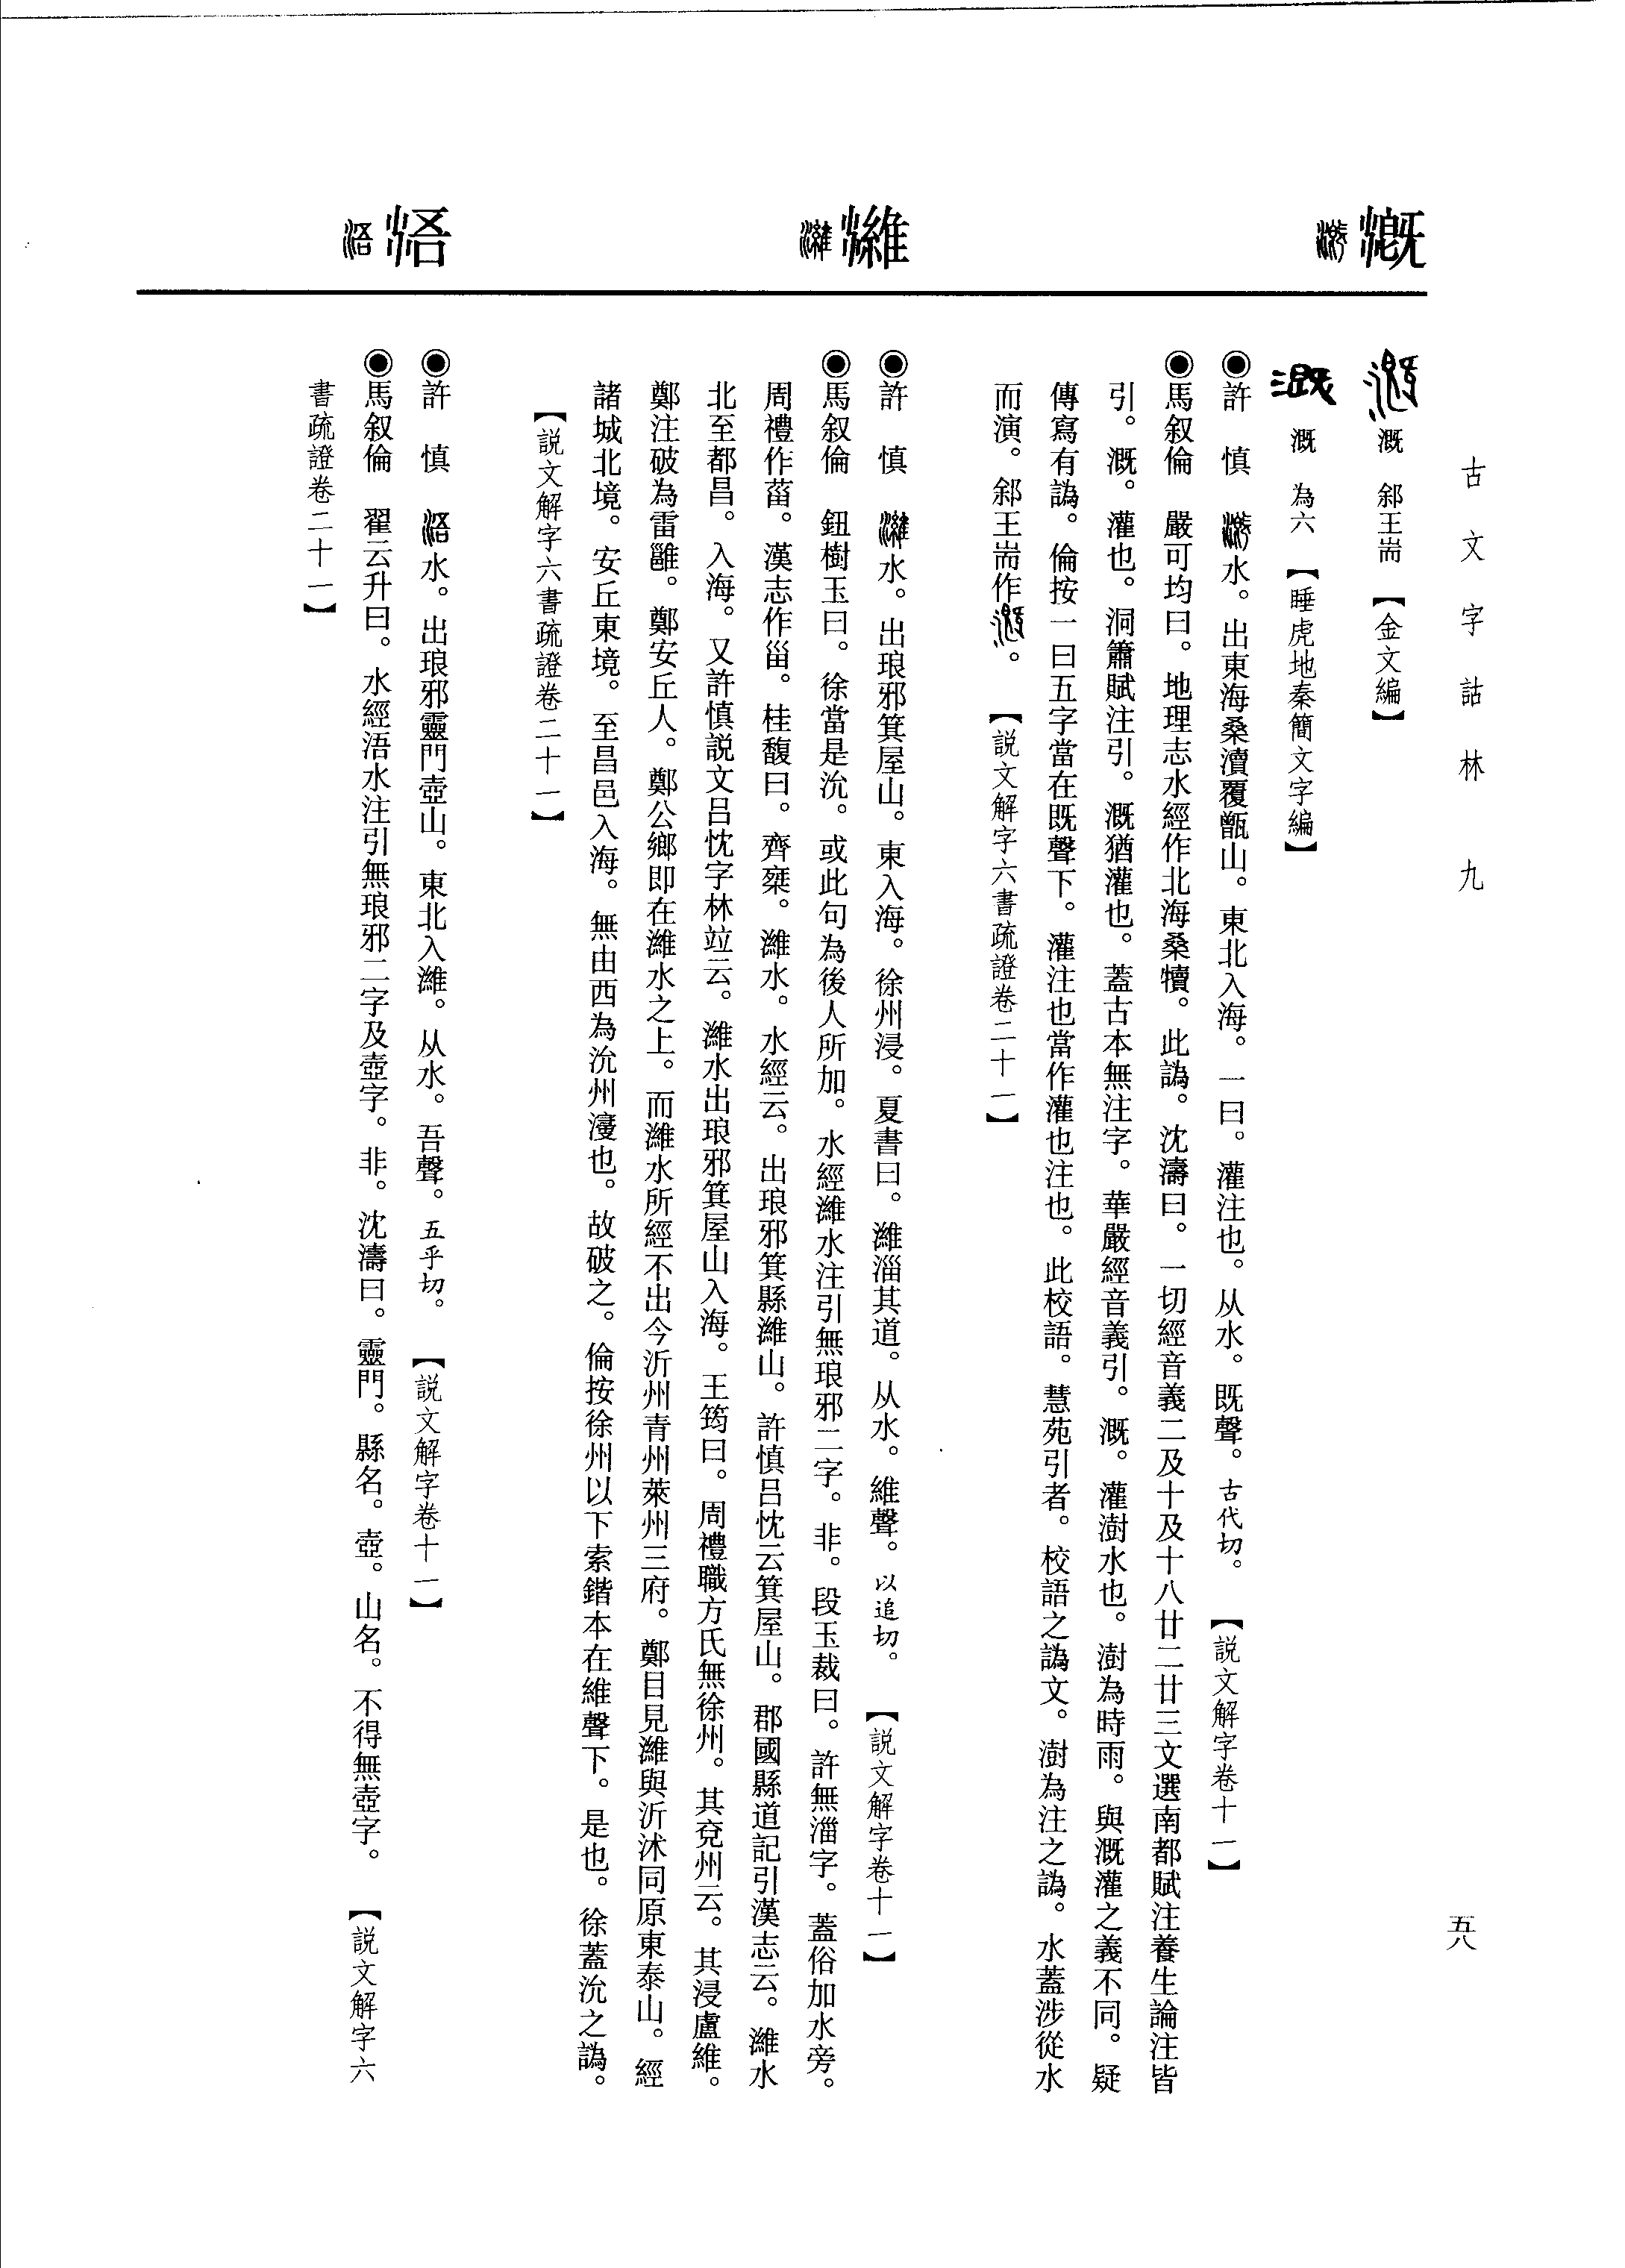 古文字詁林 九
五八
溉
溉 䣄王耑 【金文編】
溉 為六 【睡虎地秦簡文字編】
◉許 慎 水。出東海桑瀆覆甑山。東北入海。一曰。灌注也。从水。既聲。古代切。 【説文解字卷十一】
◉馬叙倫 嚴可均曰。地理志水經作北海桑犢。此譌。沈濤曰。一切經音義二及十及十八廿二廿三文選南都賦注養生論注皆
引。溉。灌也。洞簫賦注引。溉猶灌也。蓋古本無注字。華嚴經音義引。溉。灌澍水也。澍為時雨。與溉灌之義不同。疑
傳寫有譌。倫按一曰五字當在既聲下。灌注也當作灌也注也。此校語。慧苑引者。校語之譌文。澍為注之譌。水蓋涉從水
而演。䣄王耑作。 【説文解字六書疏證卷二十一】
濰
◉許 慎 水。出琅邪箕屋山。東入海。徐州浸。夏書曰。濰淄其道。从水。維聲。以追切。 【説文解字卷十一】
◉馬叙倫 鈕樹玉曰。徐當是沇。或此句為後人所加。水經濰水注引無琅邪二字。非。段玉裁曰。許無淄字。蓋俗加水旁。
周禮作菑。漢志作甾。桂馥曰。齊椉。濰水。水經云。出琅邪箕縣濰山。許慎呂忱云箕屋山。郡國縣道記引漢志云。濰水
北至都昌。入海。又許慎説文呂忱字林竝云。濰水出琅邪箕屋山入海。王筠曰。周禮職方氏無徐州。其兗州云。其浸盧維。
鄭注破為雷雝。鄭安丘人。鄭公鄉即在濰水之上。而濰水所經不出今沂州青州萊州三府。鄭目見濰與沂沭同原東泰山。經
諸城北境。安丘東境。至昌邑入海。無由西為沇州濅也。故破之。倫按徐州以下索鍇本在維聲下。是也。徐蓋沇之譌。
【説文解字六書疏證卷二十一】
浯
◉許 慎 水。出琅邪靈門壺山。東北入濰。从水。吾聲。五乎切。 【説文解字卷十一】
◉馬叙倫 翟云升曰。水經浯水注引無琅邪二字及壺字。非。沈濤曰。靈門。縣名。壺。山名。不得無壺字。 【説文解字六
書疏證卷二十一】